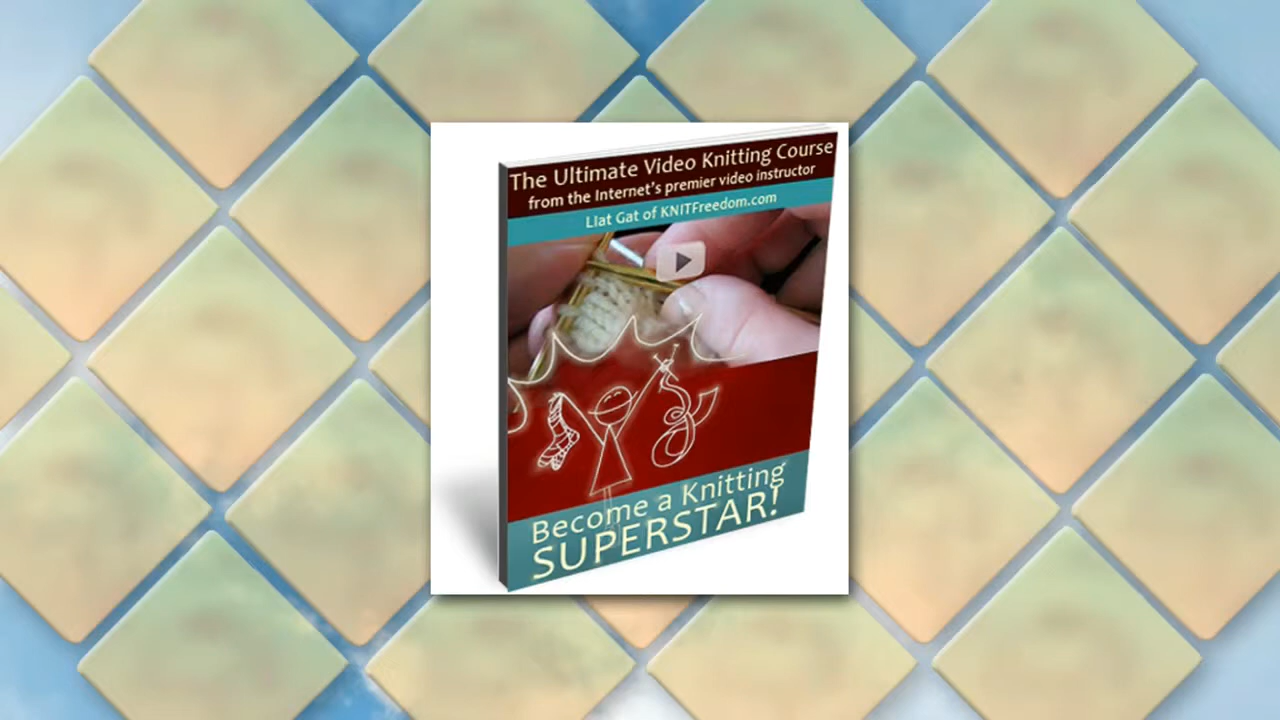 The Ultimate Video Knitting Course
from the Internet's premier video instructor
LIat Gat of KNITFreedom.com
Become a Knitting
SUPERSTAR!